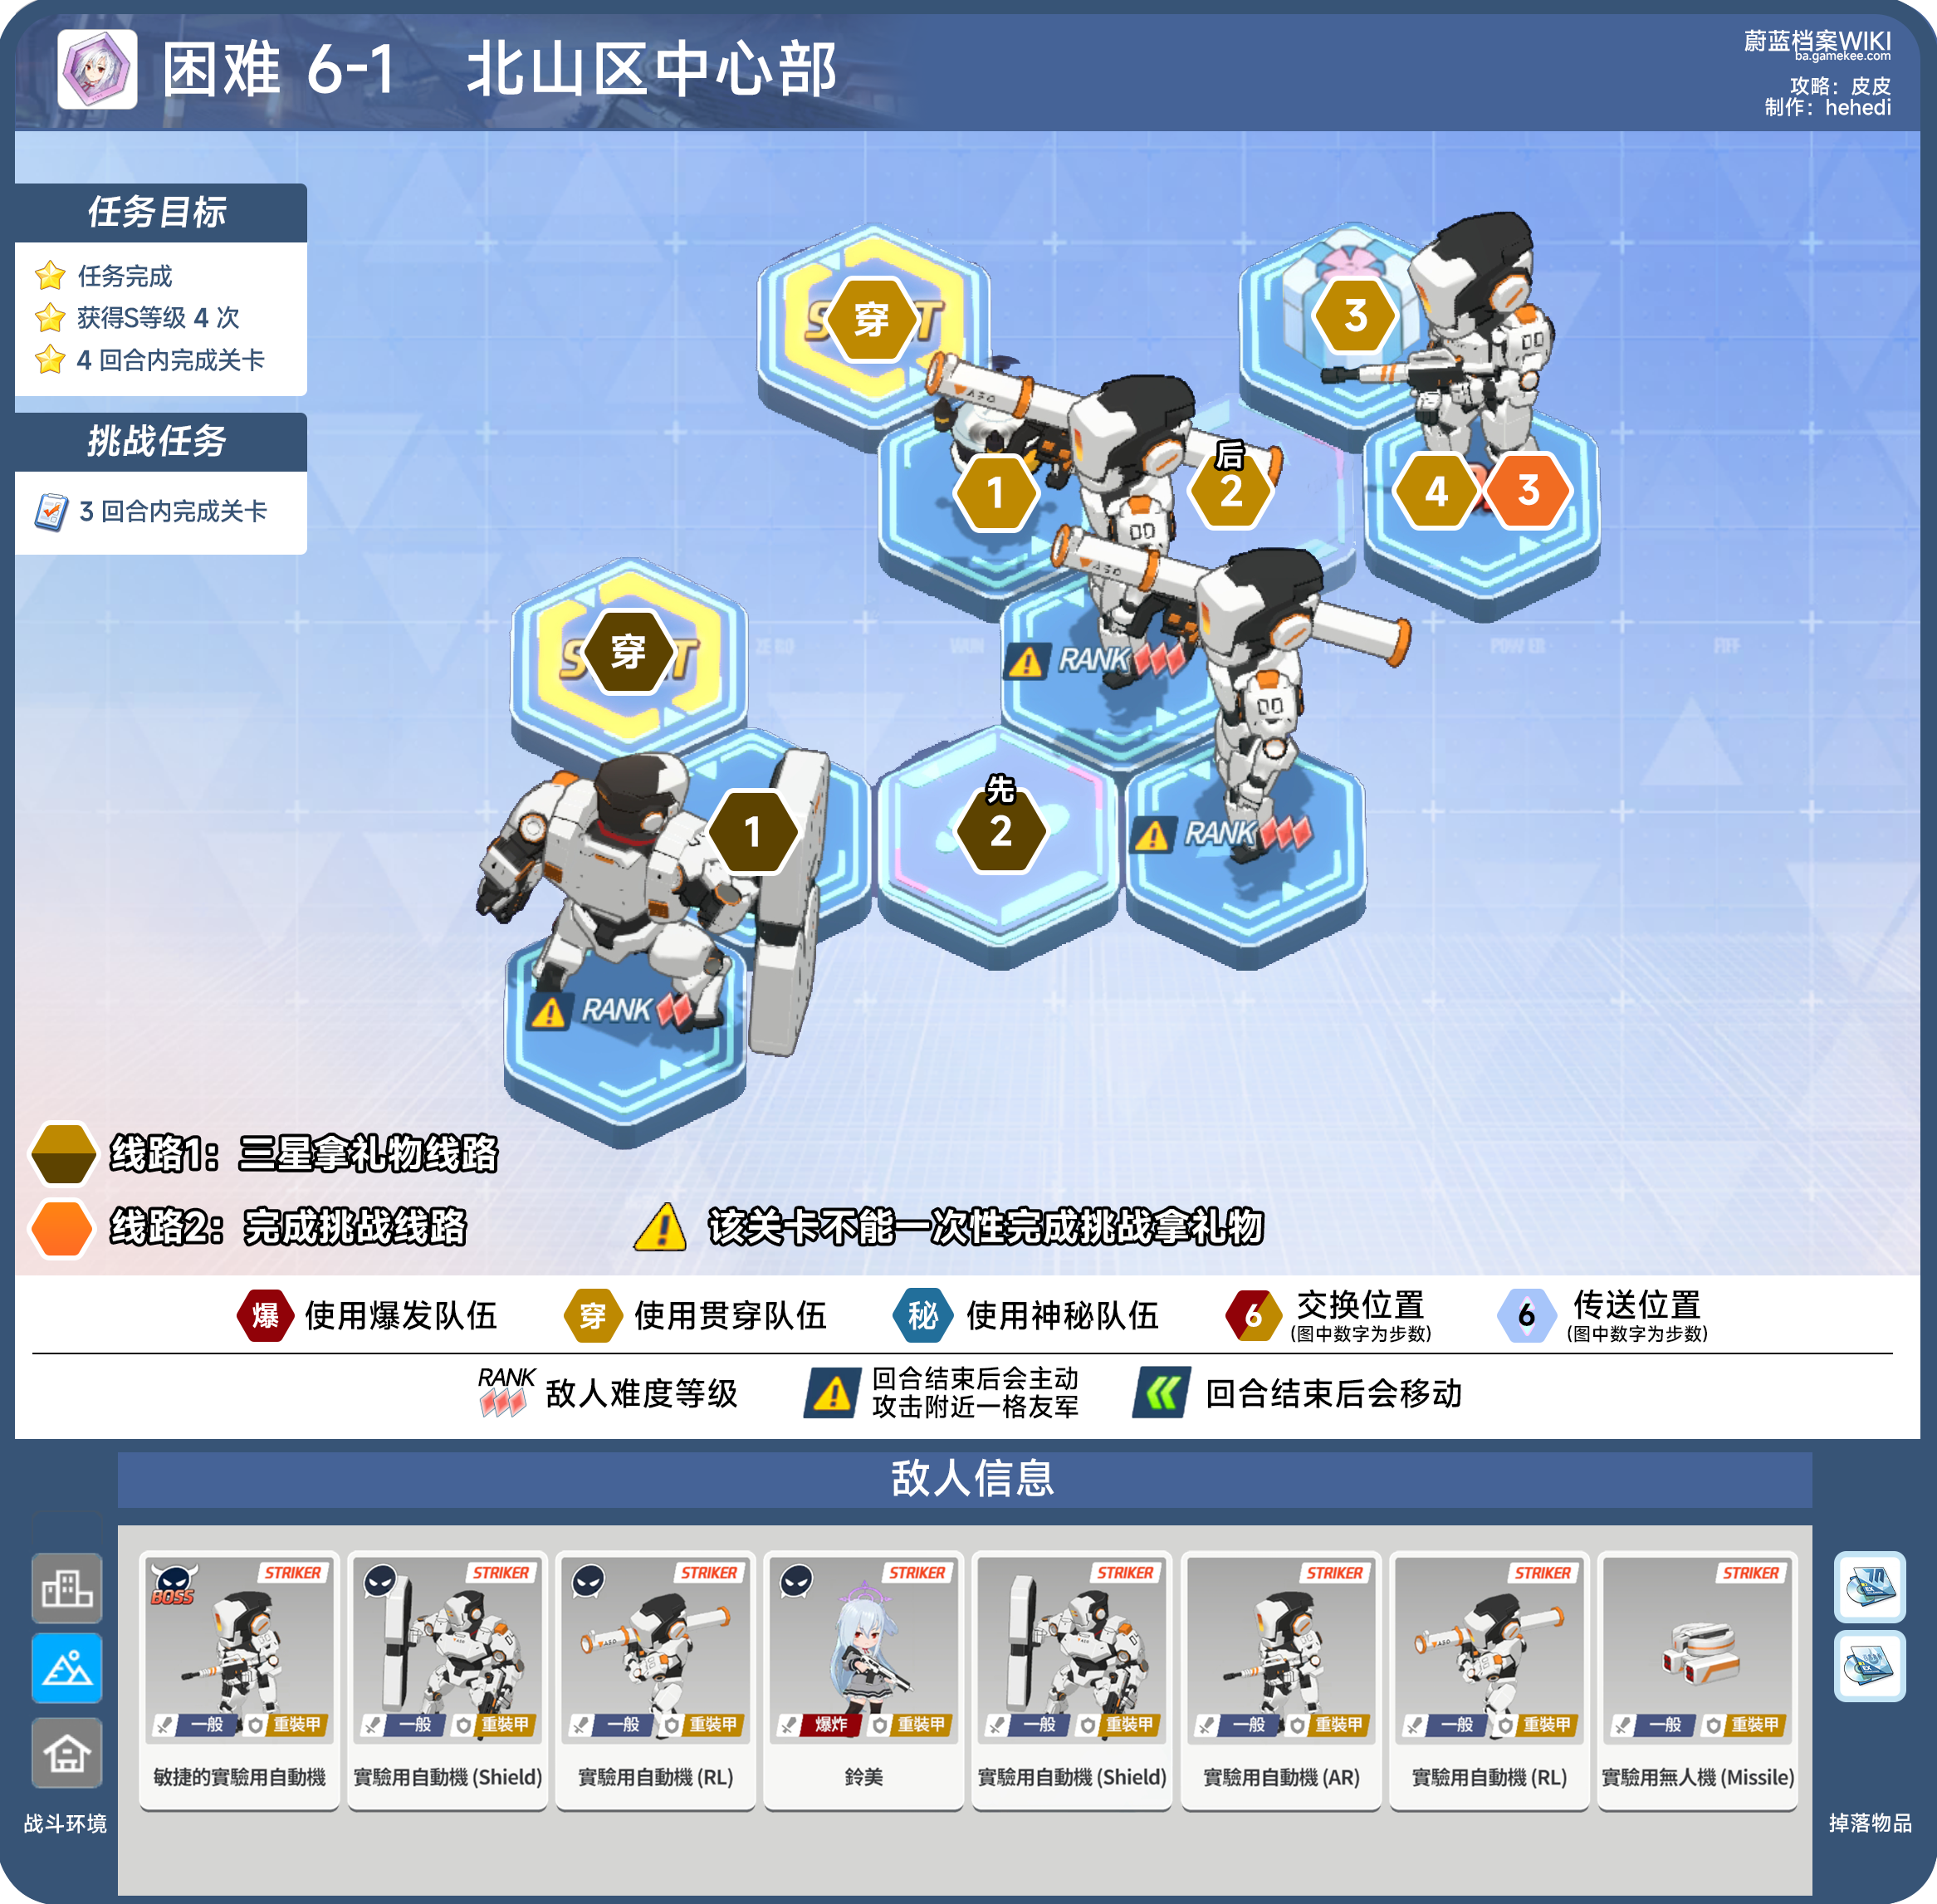 困难 6-1 北山区中心部
蔚蓝档案WIKI
ba.gamekee.com
攻略：皮皮
制作：hehedi
任务目标
任务完成
获得S等级 4 次
4 回合内完成关卡
挑战任务
3 回合内完成关卡
穿
3
1
后
2
4
3
穿
RANK
1
先
2
RANK
RANK
线路1：三星拿礼物线路
线路2：完成挑战线路
该关卡不能一次性完成挑战拿礼物
爆 使用爆发队伍
穿 使用贯穿队伍
秘 使用神秘队伍
6 交换位置
(图中数字为步数)
6 传送位置
(图中数字为步数)
RANK
敌人难度等级
回合结束后会主动
攻击附近一格友军
回合结束后会移动
敌人信息
BOSS STRIKER
一般 重裝甲
敏捷的實驗用自動機
STRIKER
一般 重裝甲
實驗用自動機 (Shield)
STRIKER
一般 重裝甲
實驗用自動機 (RL)
STRIKER
爆炸 重裝甲
鈴美
STRIKER
一般 重裝甲
實驗用自動機 (Shield)
STRIKER
一般 重裝甲
實驗用自動機 (AR)
STRIKER
一般 重裝甲
實驗用自動機 (RL)
STRIKER
一般 重裝甲
實驗用無人機 (Missile)
战斗环境
掉落物品